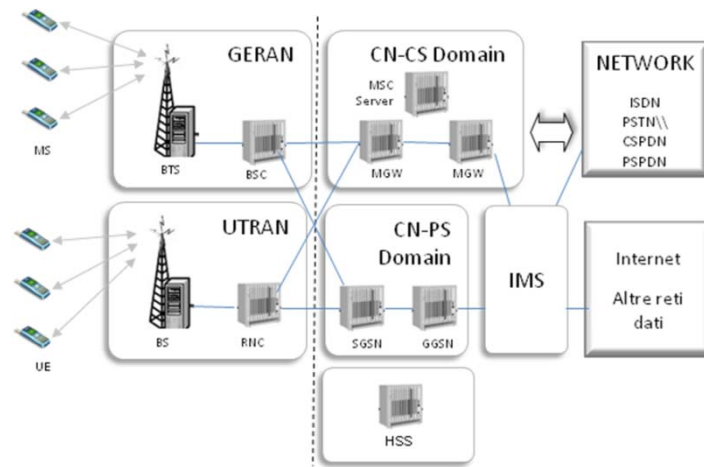 GERAN
CN-CS Domain
NETWORK
MSC
Server
ISDN
PSTN\\
CSPDN
PSPDN
MS
BTS
BSC
MGW
MGW
UTRAN
CN-PS
Domain
IMS
Internet
Altre reti
dati
BS
RNC
SGSN
GGSN
UE
HSS